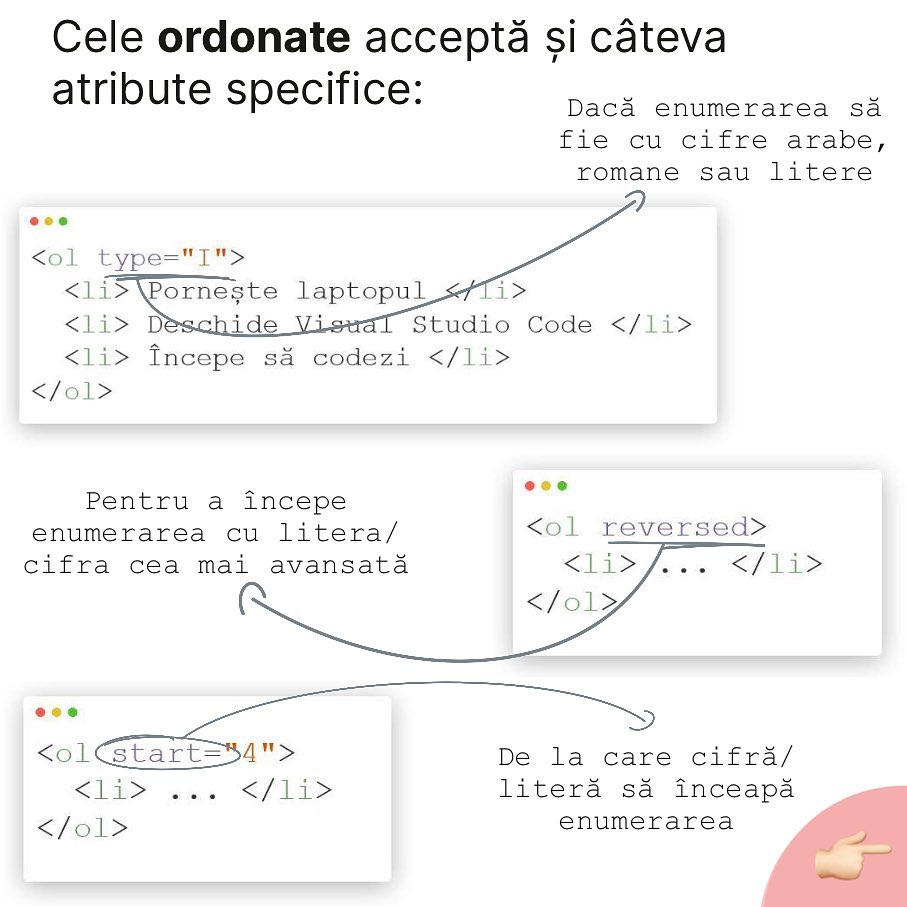 Cele ordonate acceptă și câteva
atribute specifice:
Dacă enumerarea să
fie cu cifre arabe,
romane sau litere
<ol type="I">
<li> Pornește laptopul </li>
<li> Deschide Visual Studio Code </li>
<li> Începe să codezi </li>
</ol>
Pentru a începe
enumerarea cu litera/
cifra cea mai avansată
<ol reversed>
<li> ... </li>
</ol>
<ol start="4">
<li> ... </li>
</ol>
De la care cifră/
literă să înceapă
enumerarea